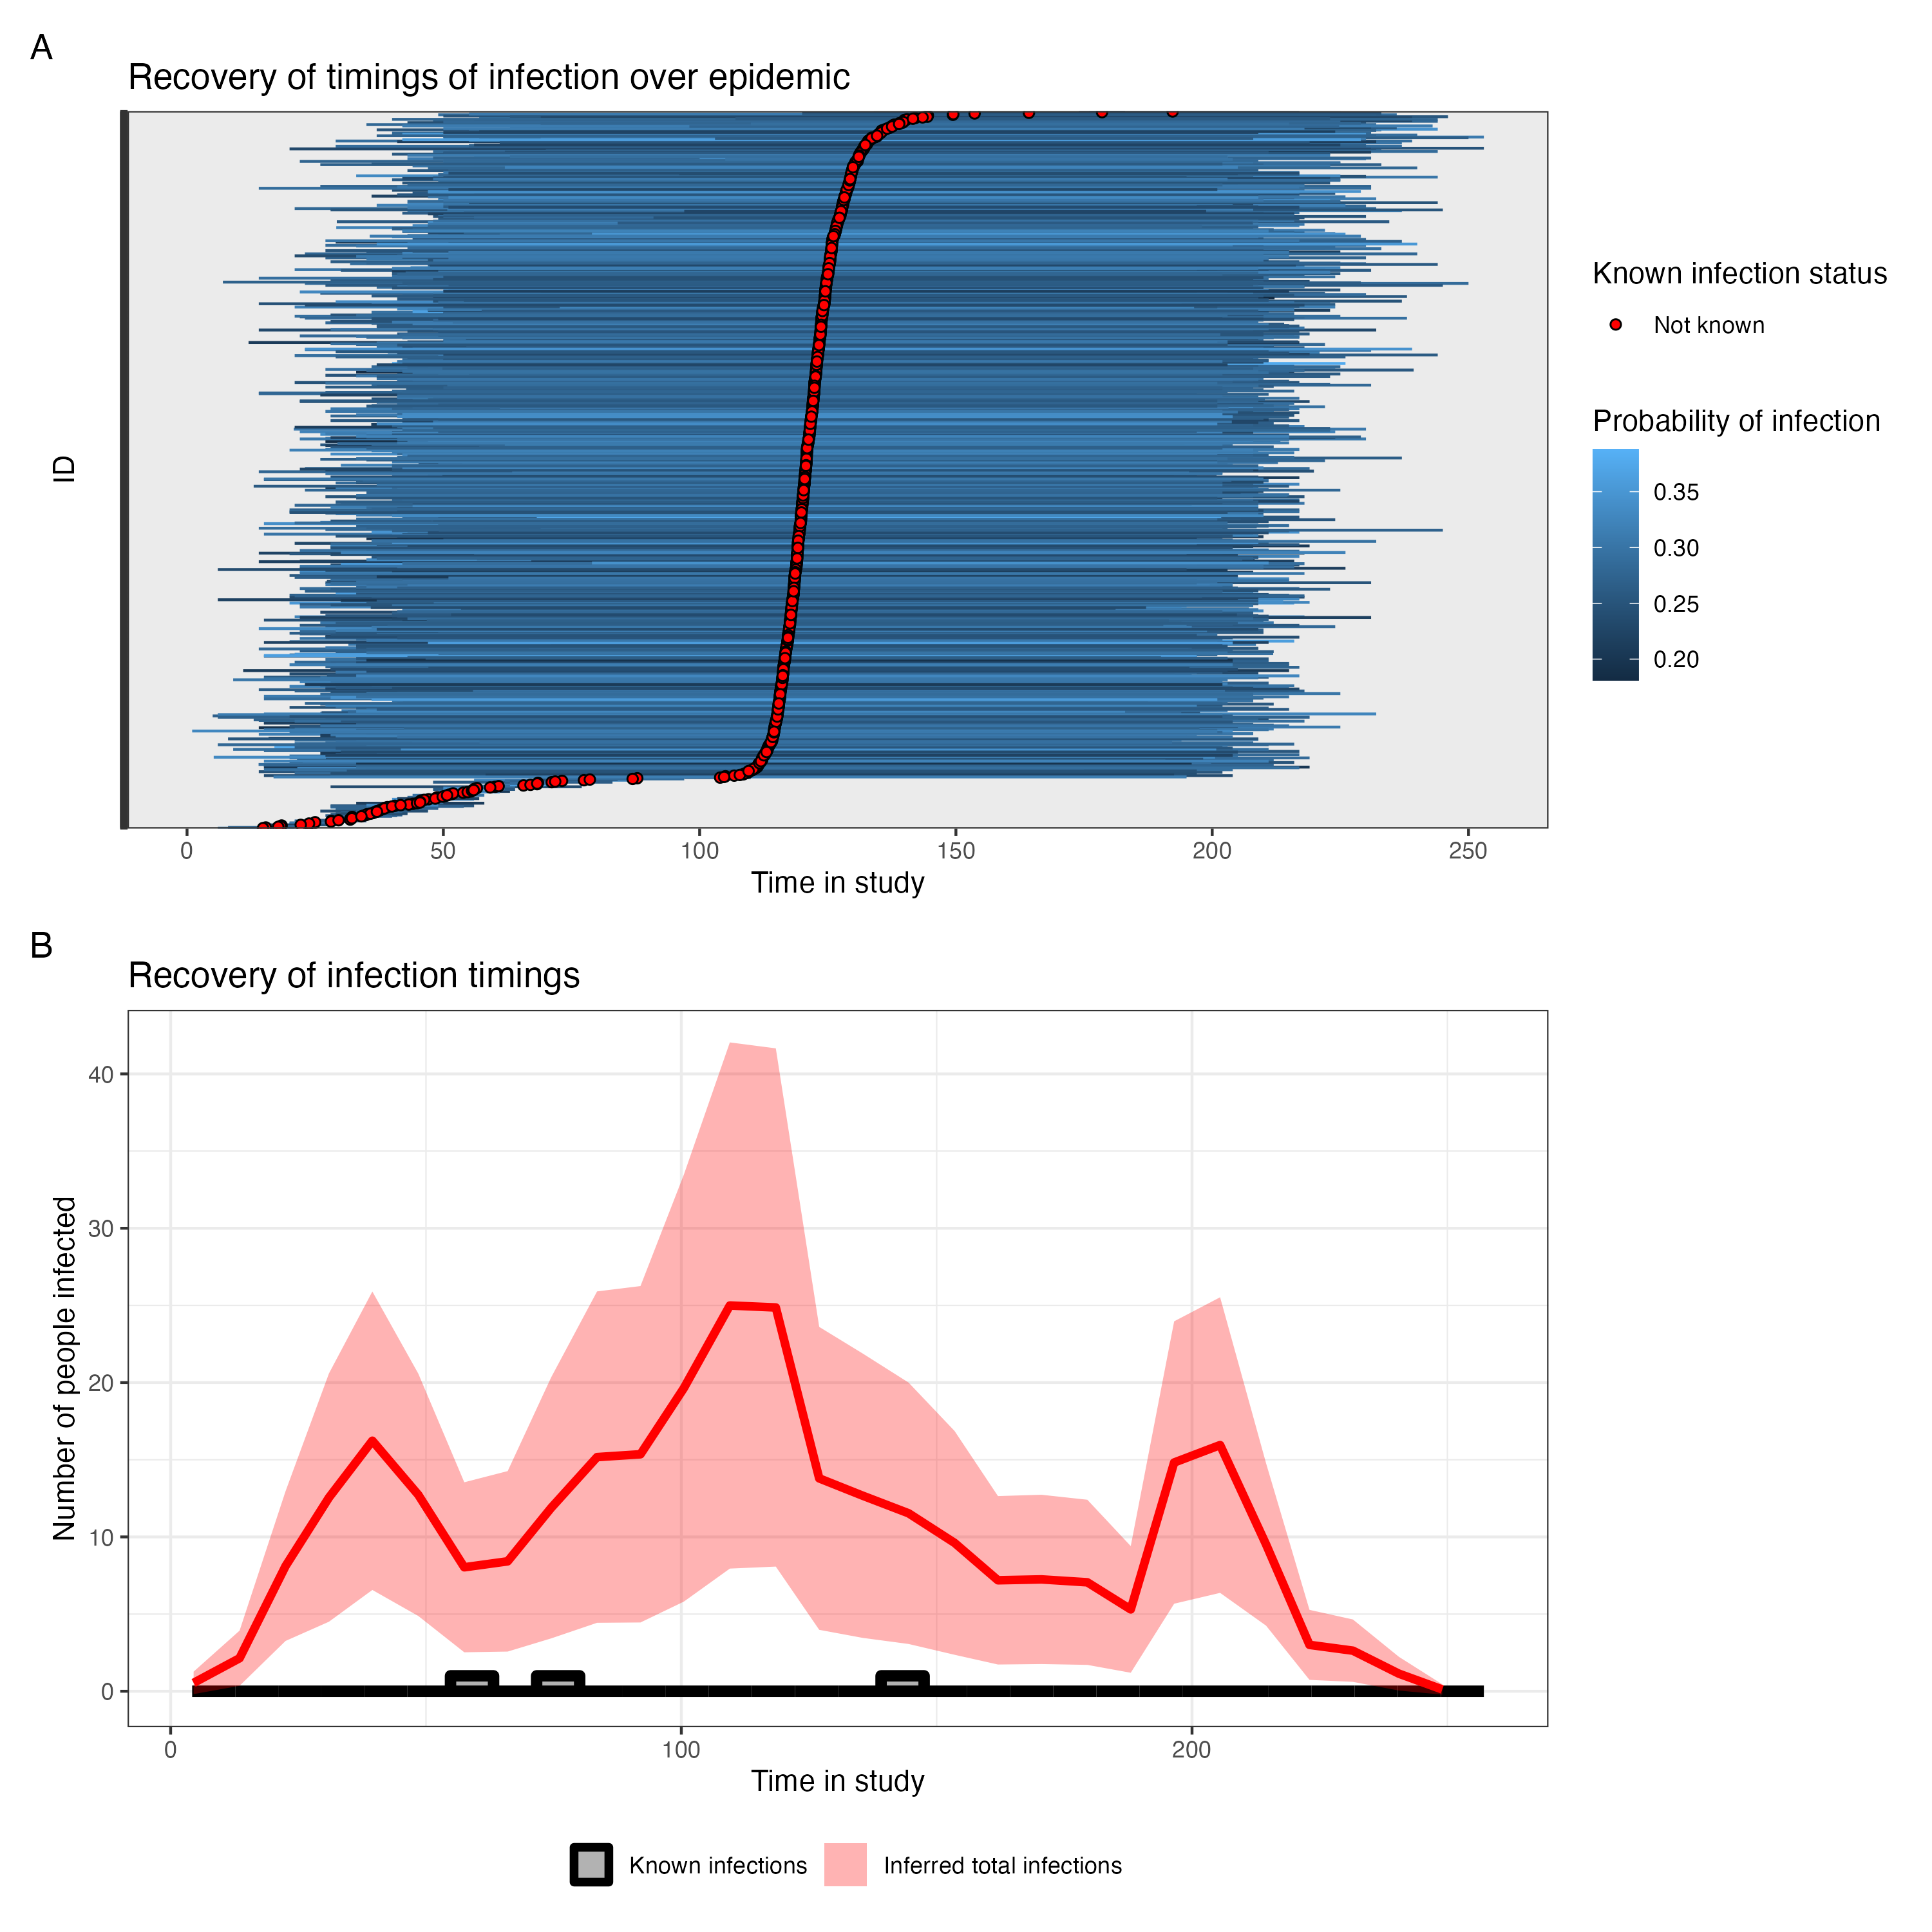 A
Recovery of timings of infection over epidemic
ID
0 50 100 150 200 250
Time in study
Known infection status
Not known
Probability of infection
0.35
0.30
0.25
0.20
B
Recovery of infection timings
Number of people infected
40
30
20
10
0
0 100 200
Time in study
Known infections Inferred total infections